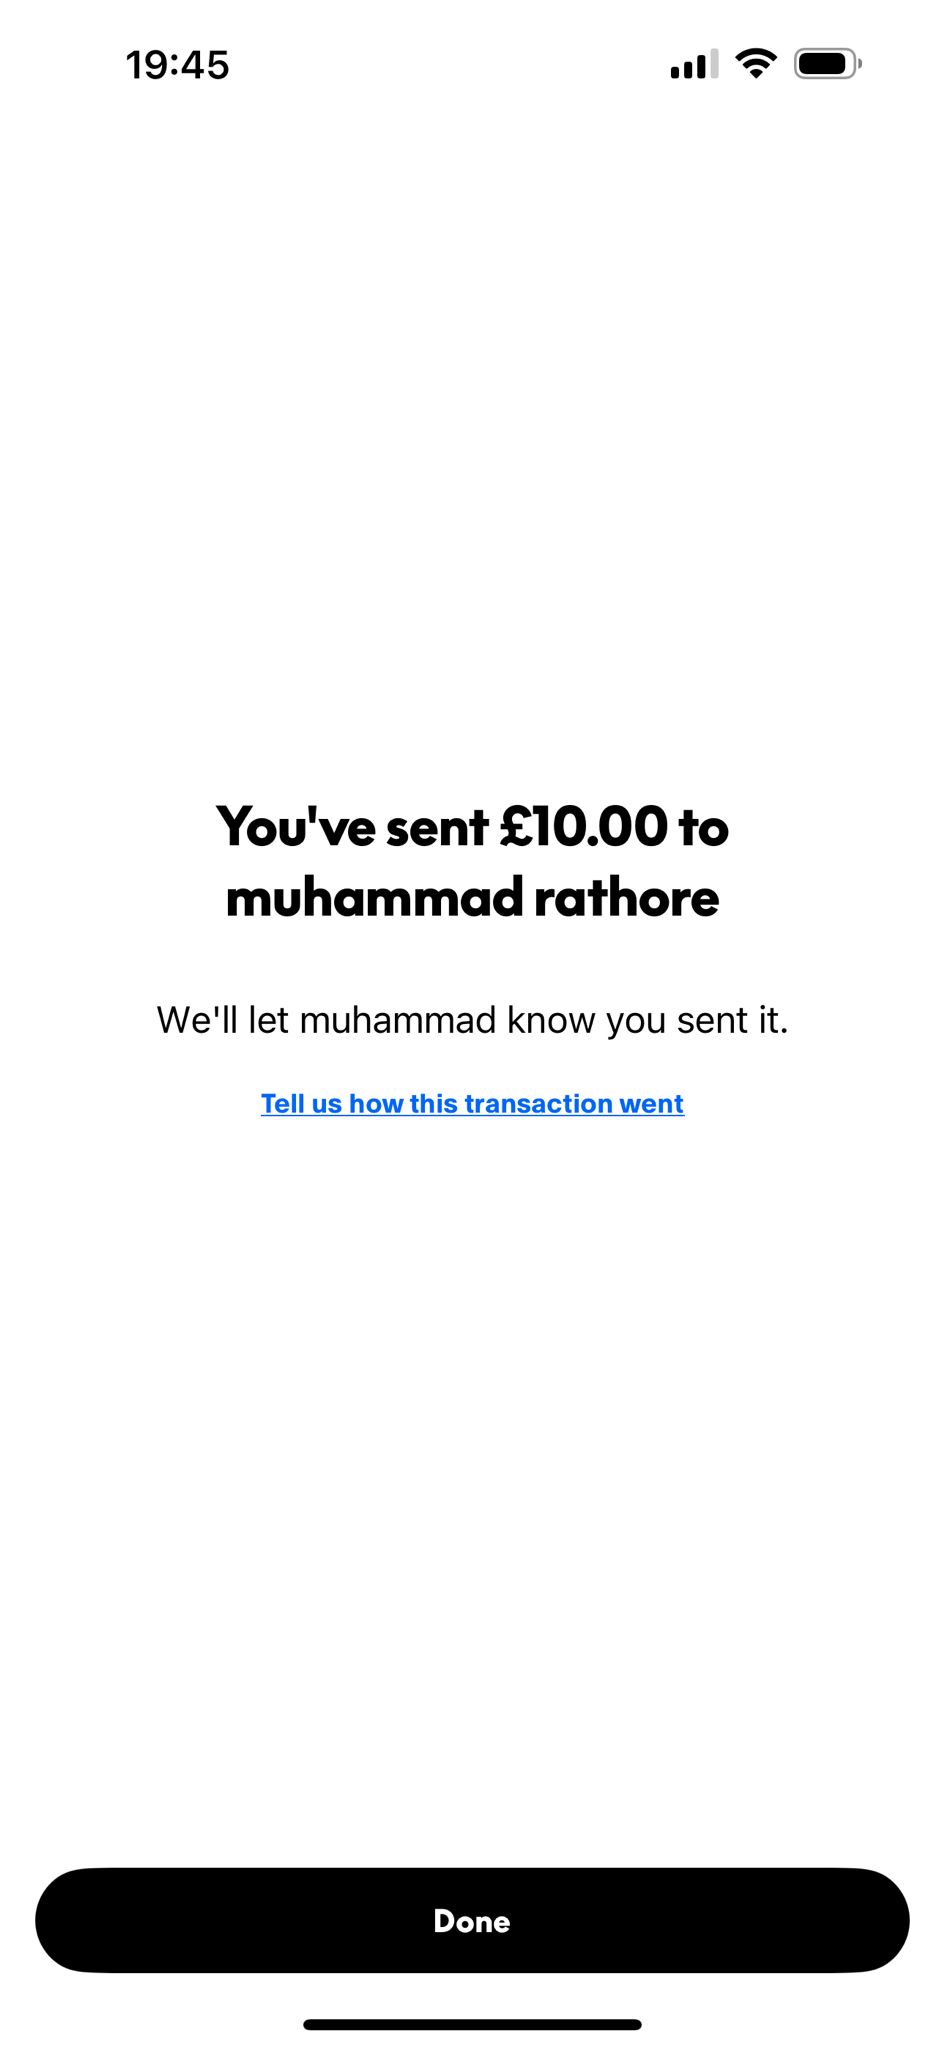 19:45
You've sent £10.00 to
muhammad rathore
We'll let muhammad know you sent it.
Tell us how this transaction went
Done